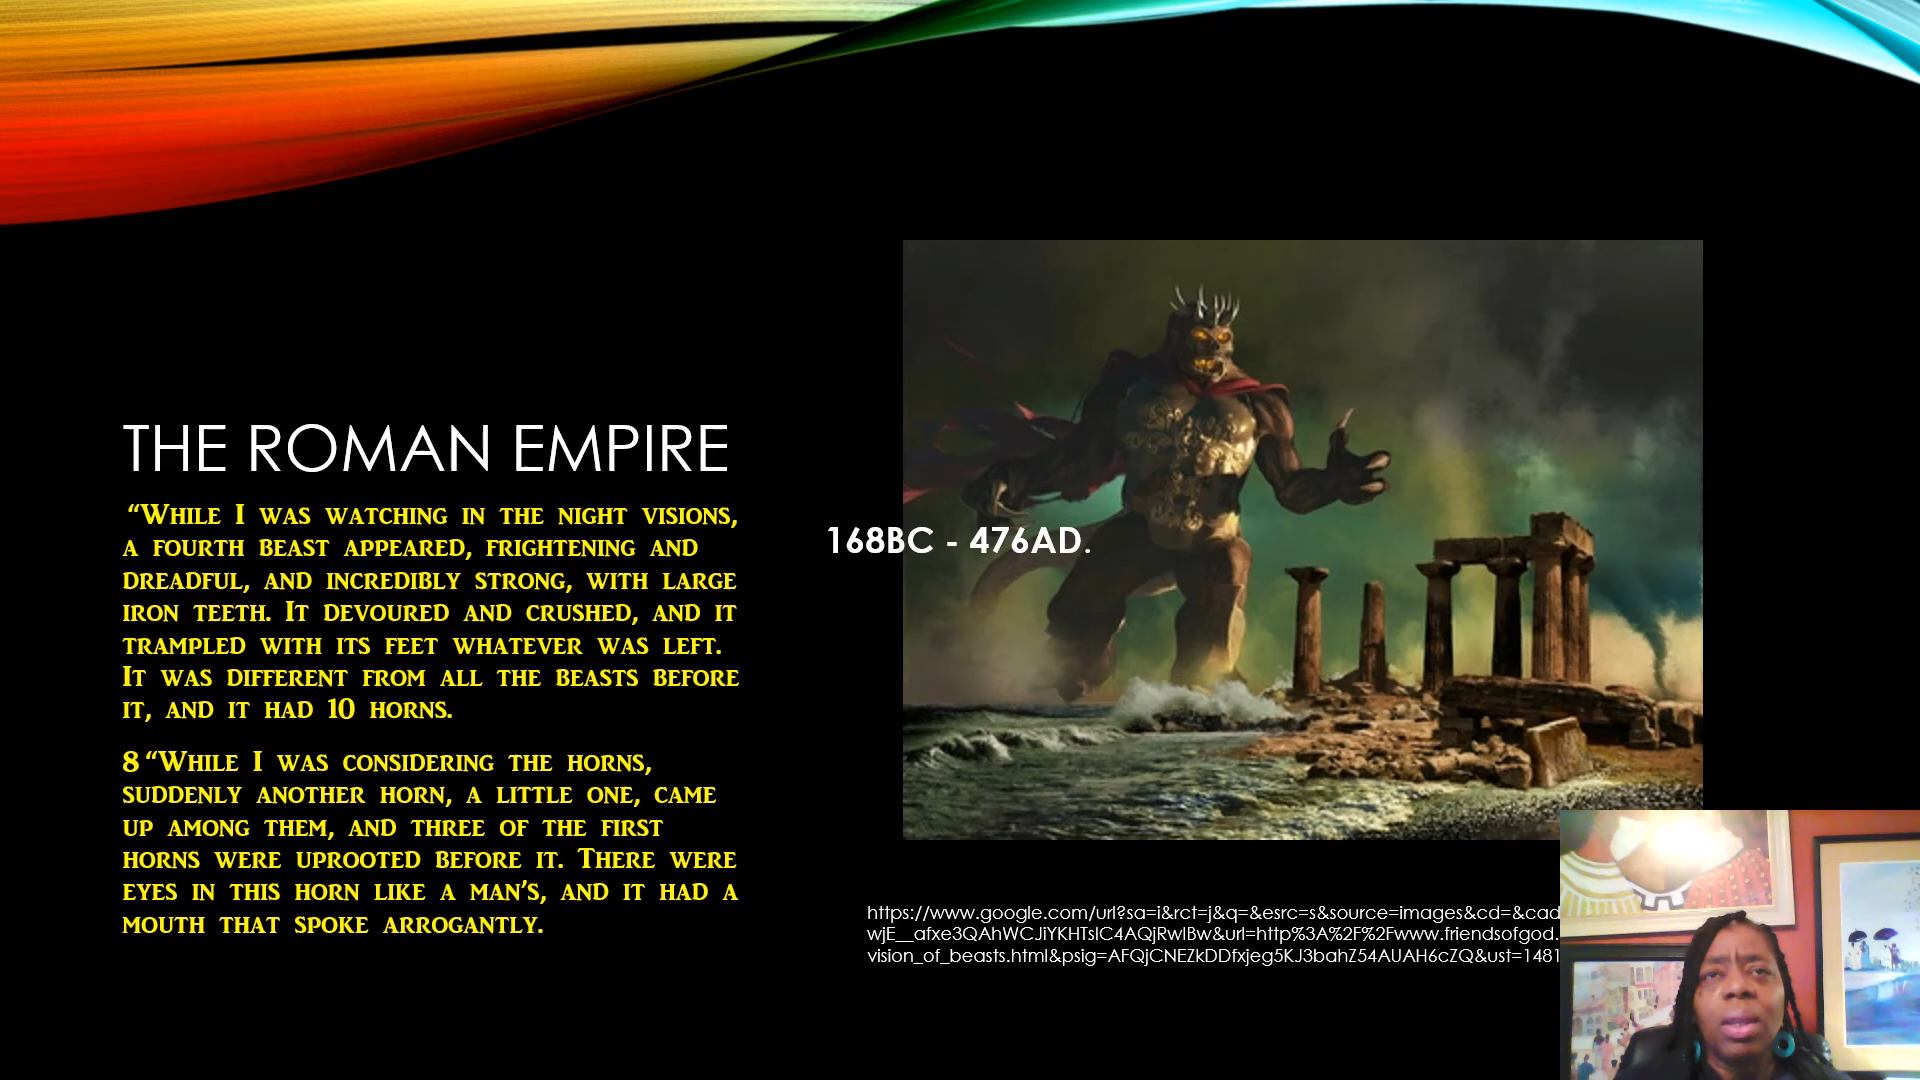 THE ROMAN EMPIRE
“While I was watching in the night visions,
a fourth beast appeared, frightening and
dreadful, and incredibly strong, with large
iron teeth. It devoured and crushed, and it
trampled with its feet whatever was left.
It was different from all the beasts before
it, and it had 10 horns.
8 “While I was considering the horns,
suddenly another horn, a little one, came
up among them, and three of the first
horns were uprooted before it. There were
eyes in this horn like a man’s, and it had a
mouth that spoke arrogantly.
168BC - 476AD.
https://www.google.com/url?sa=i&rct=j&q=&esrc=s&source=images&cd=&cad
wjE__afxe3QAhWCJiYKHTslC4AQjRwIBw&url=http%3A%2F%2Fwww.friendsofgod.
vision_of_beasts.html&psig=AFQjCNEZkDDfxjeg5KJ3bahZ54AUAH6cZQ&ust=1481